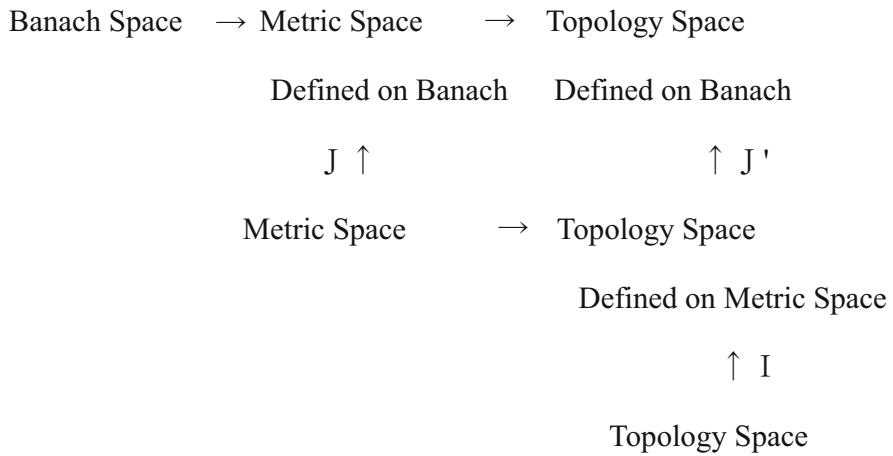 Banach Space → Metric Space → Topology Space
Defined on Banach Defined on Banach
J ↑ ↑ J '
Metric Space → Topology Space
Defined on Metric Space
↑ I
Topology Space